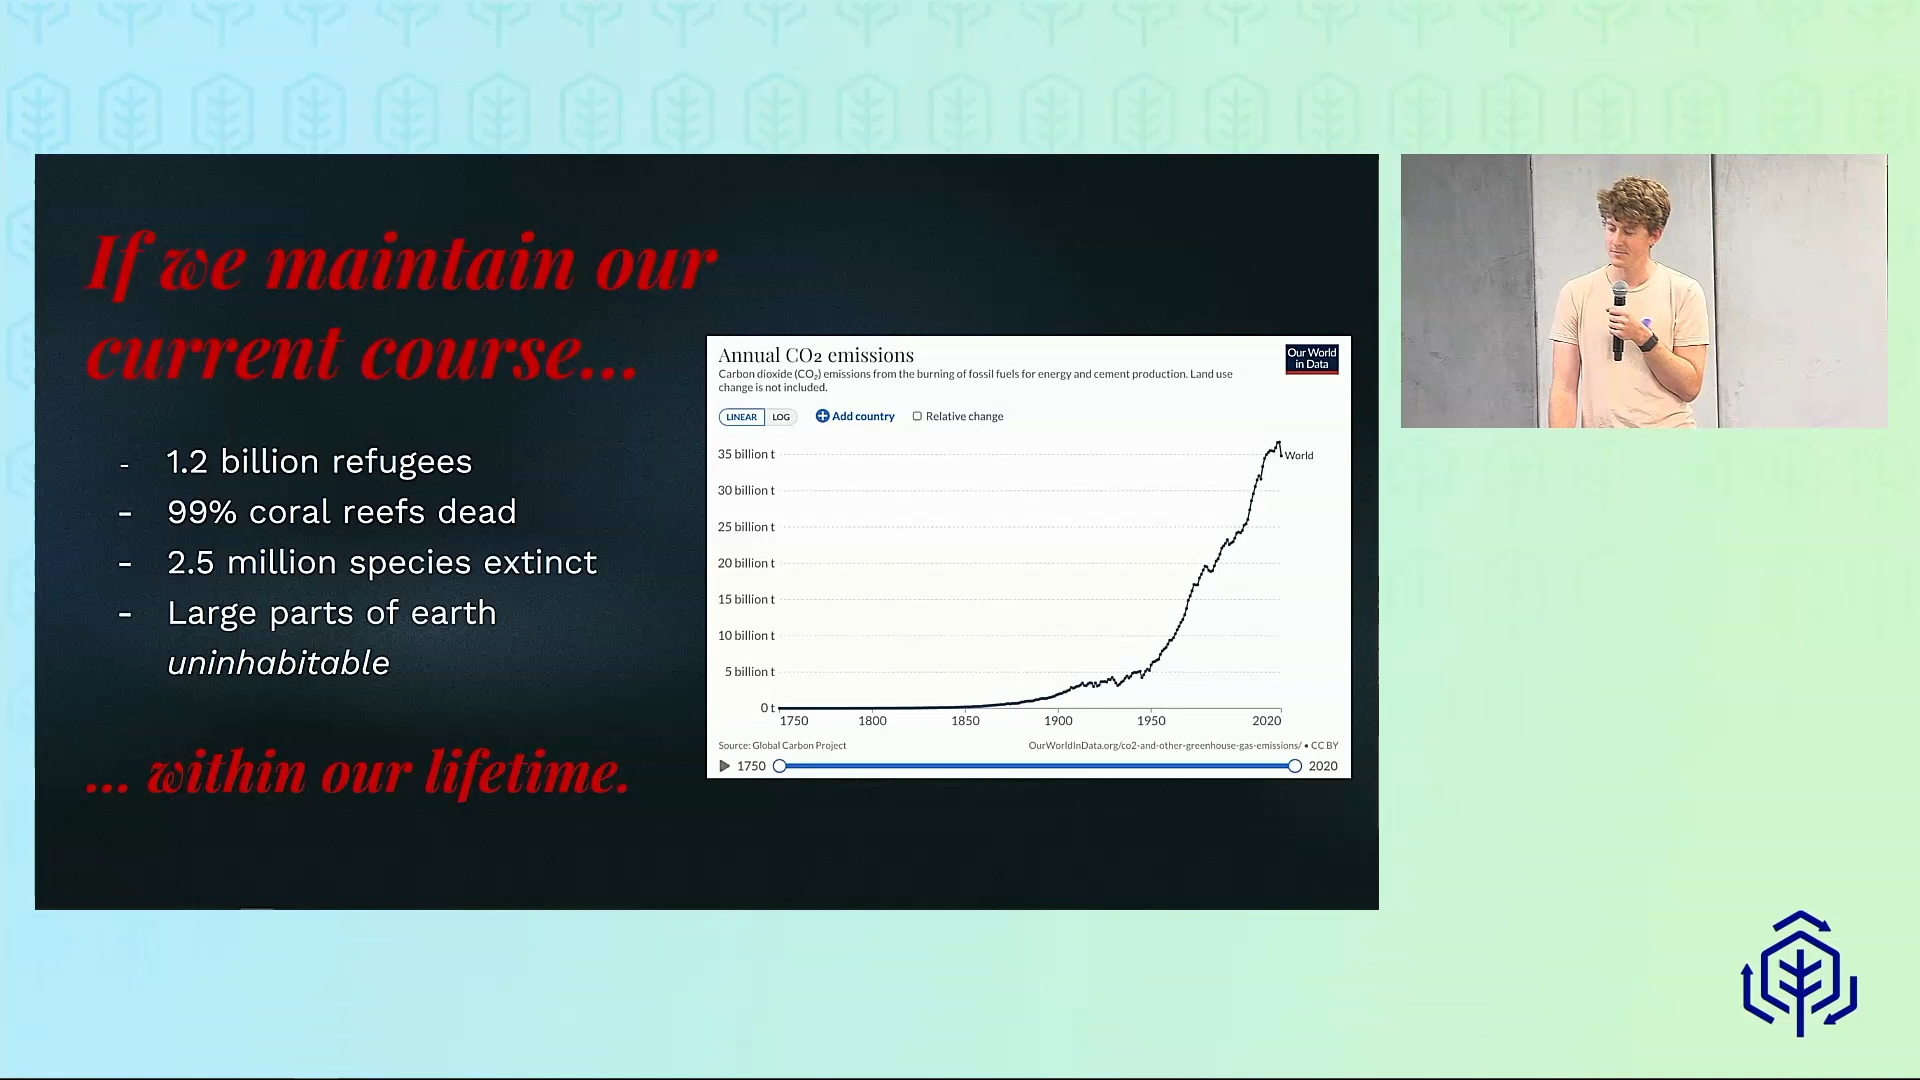 If we maintain our
current course...
- 1.2 billion refugees
- 99% coral reefs dead
- 2.5 million species extinct
- Large parts of earth
uninhabitable
... within our lifetime.
Annual CO2 emissions
Our World
in Data
Carbon dioxide (CO₂) emissions from the burning of fossil fuels for energy and cement production. Land use
change is not included.
LINEAR LOG Add country Relative change
35 billion t
World
30 billion t
25 billion t
20 billion t
15 billion t
10 billion t
5 billion t
0 t
1750 1800 1850 1900 1950 2020
Source: Global Carbon Project OurWorldInData.org/co2-and-other-greenhouse-gas-emissions/ • CC BY
1750 2020